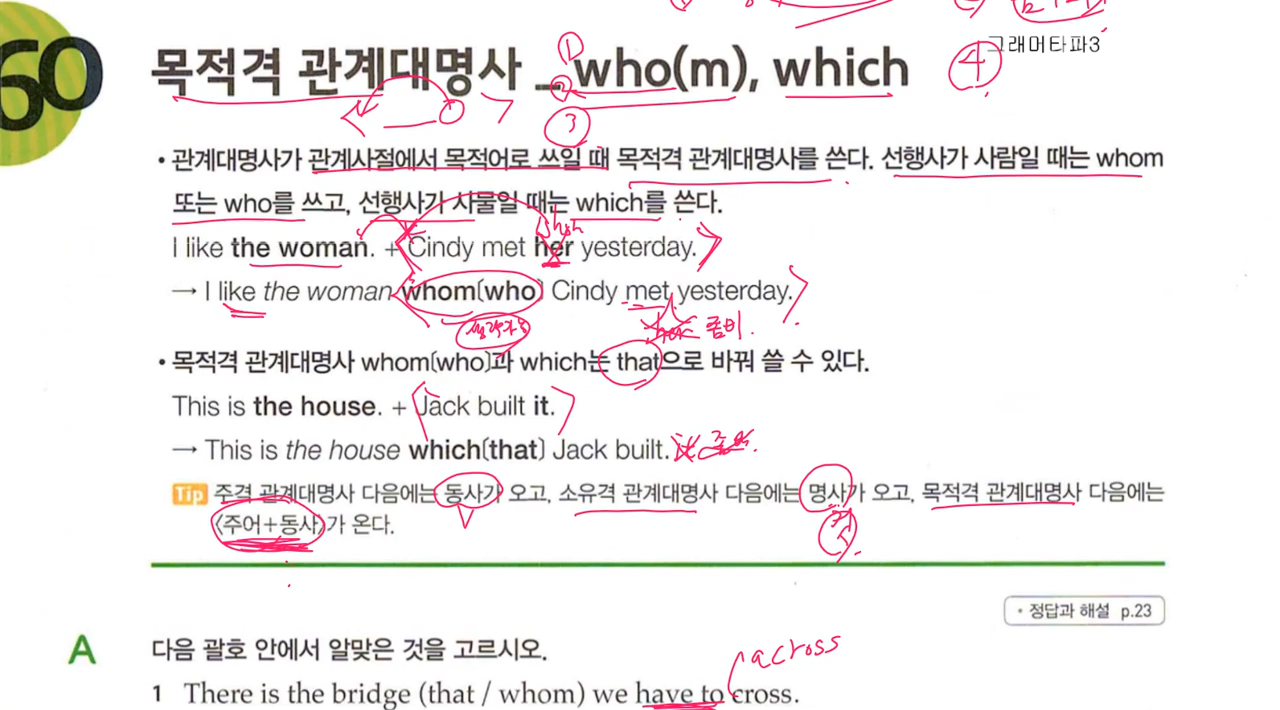 60
그래머타파3
목적격 관계대명사 _ who(m), which
① ② ③ ④
• 관계대명사가 관계사절에서 목적어로 쓰일 때 목적격 관계대명사를 쓴다. 선행사가 사람일 때는 whom
또는 who를 쓰고, 선행사가 사물일 때는 which를 쓴다.
I like the woman. + Cindy met her yesterday.
→ I like the woman whom(who) Cindy met yesterday.
생략가능
her 준비.
• 목적격 관계대명사 whom(who)과 which는 that으로 바꿔 쓸 수 있다.
This is the house. + Jack built it.
→ This is the house which(that) Jack built.
Tip 주격 관계대명사 다음에는 동사가 오고, 소유격 관계대명사 다음에는 명사가 오고, 목적격 관계대명사 다음에는
〈주어+동사〉가 온다.
• 정답과 해설 p.23
A 다음 괄호 안에서 알맞은 것을 고르시오.
across
1 There is the bridge (that / whom) we have to cross.